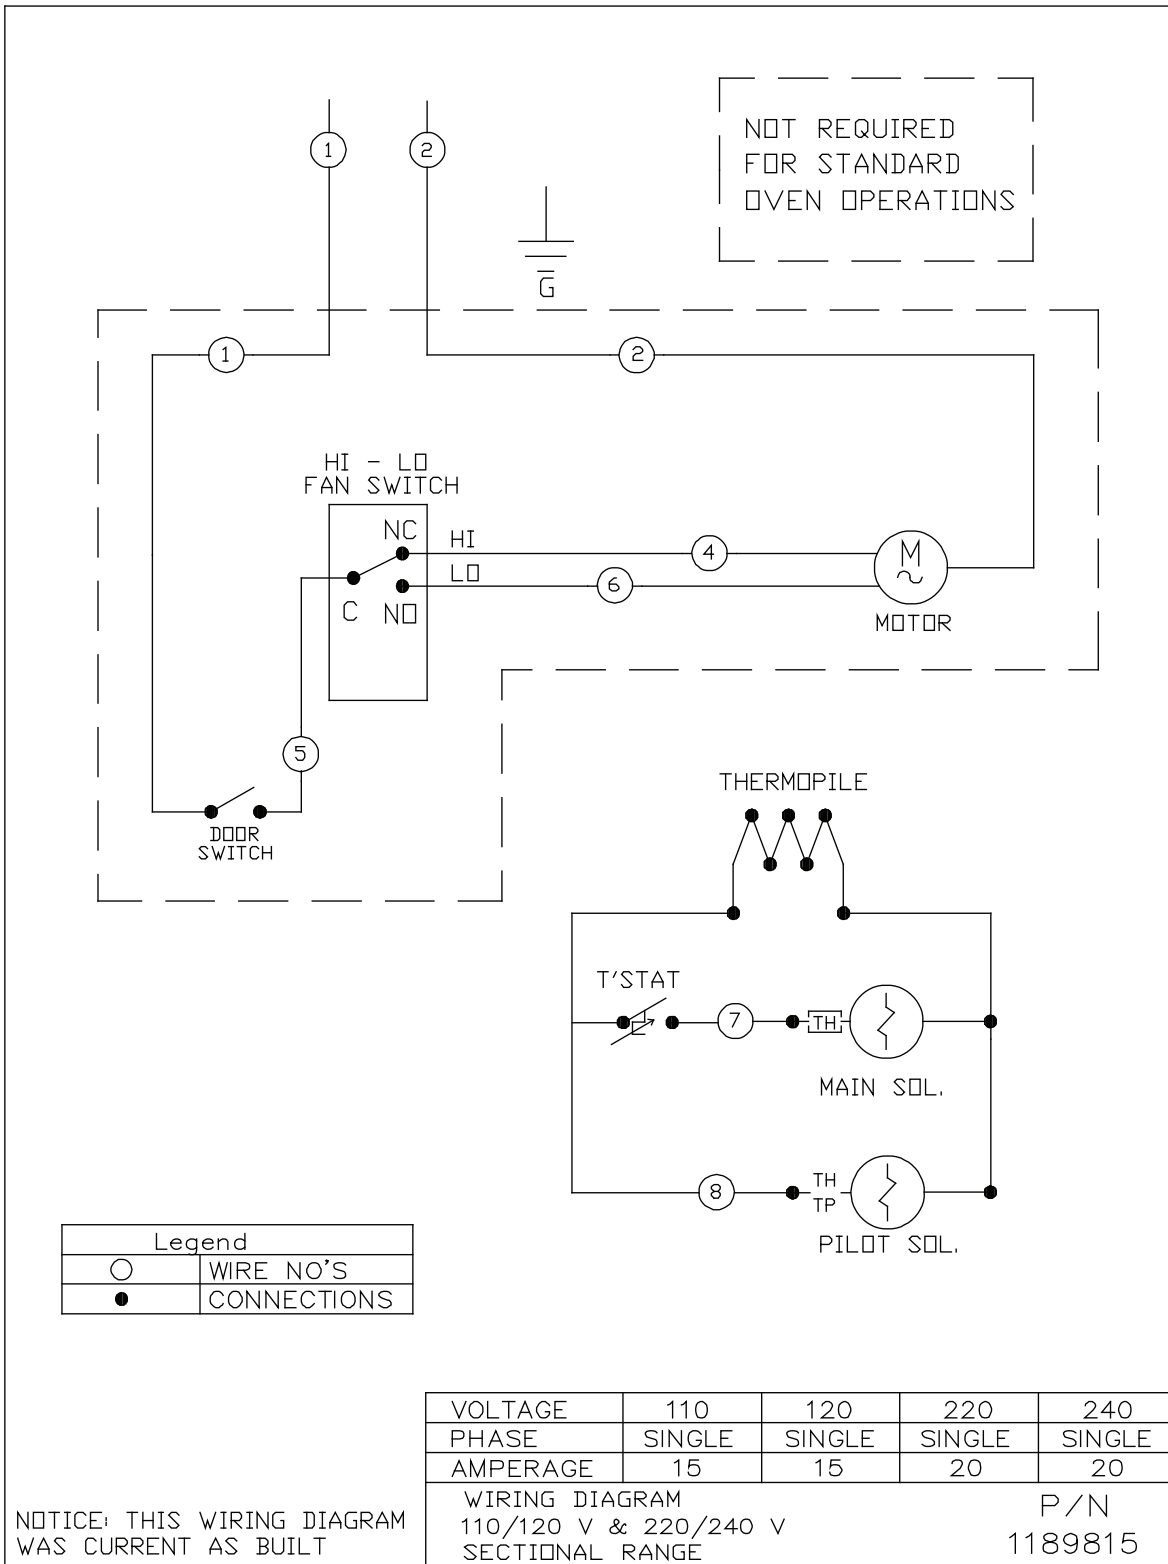 1
2
NOT REQUIRED
FOR STANDARD
OVEN OPERATIONS
G
1
2
HI - LO
FAN SWITCH
NC
HI
4
M
LO
6
C
NO
MOTOR
5
DOOR
SWITCH
THERMOPILE
T'STAT
7
TH
MAIN SOL.
8
TH
TP
PILOT SOL.
Legend
WIRE NO'S
CONNECTIONS
VOLTAGE 110 120 220 240
PHASE SINGLE SINGLE SINGLE SINGLE
AMPERAGE 15 15 20 20
WIRING DIAGRAM
110/120 V & 220/240 V
SECTIONAL RANGE
P/N
1189815
NOTICE: THIS WIRING DIAGRAM
WAS CURRENT AS BUILT